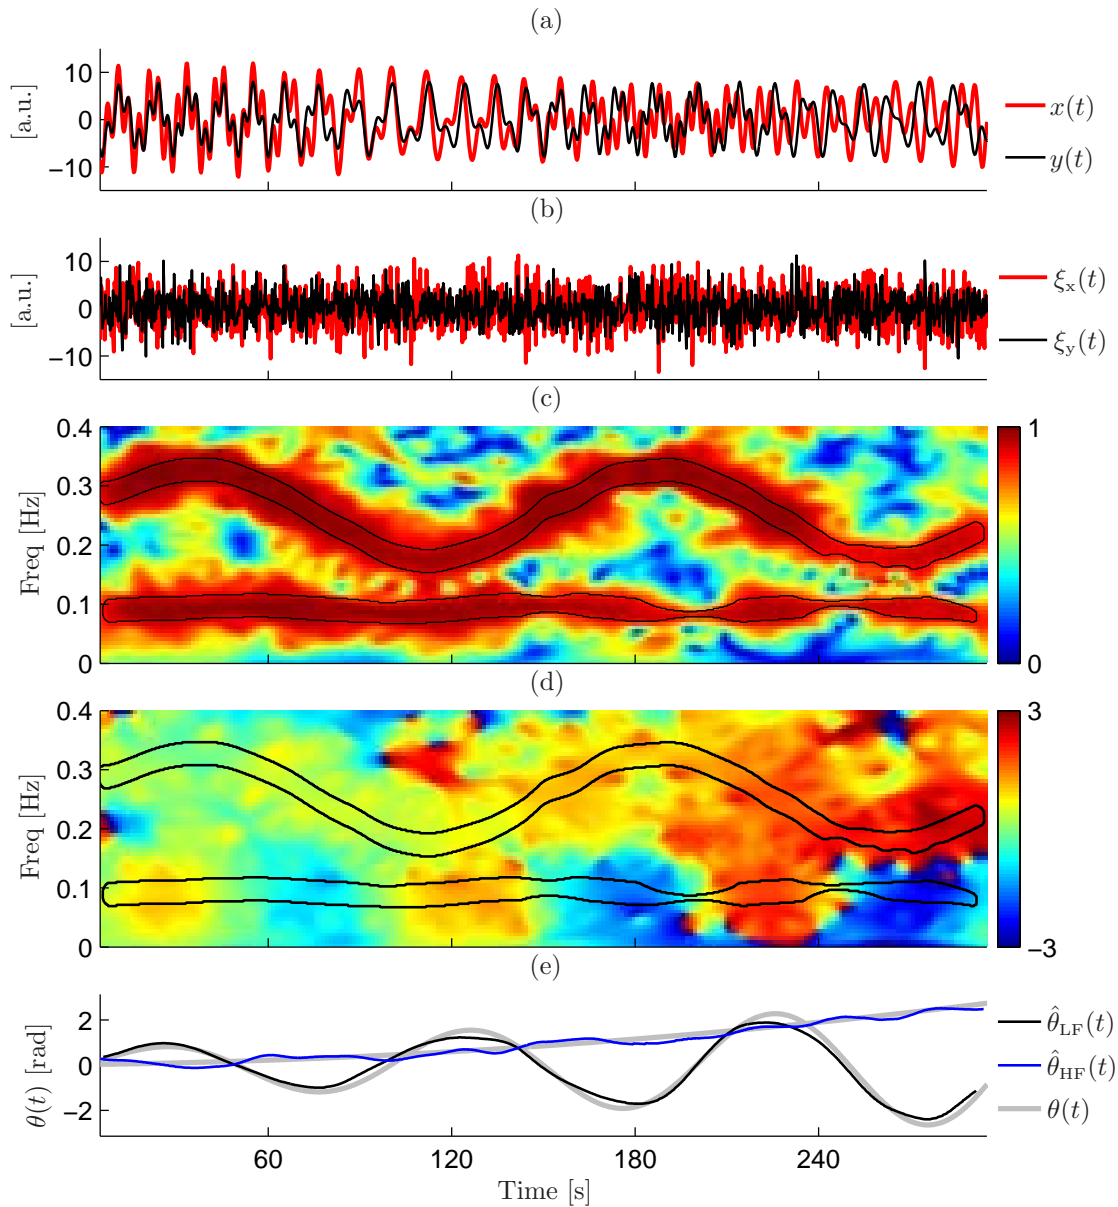 (a)
[a.u.]
10
0
−10
x(t)
y(t)
(b)
[a.u.]
10
0
−10
ξx(t)
ξy(t)
(c)
Freq [Hz]
0.4
0.3
0.2
0.1
0
1
0
(d)
Freq [Hz]
0.4
0.3
0.2
0.1
0
3
−3
(e)
θ(t) [rad]
2
0
−2
θ̂LF(t)
θ̂HF(t)
θ(t)
60 120 180 240
Time [s]